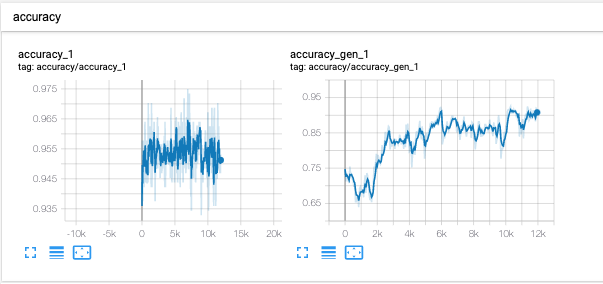 accuracy
accuracy_1
tag: accuracy/accuracy_1
0.975
0.965
0.955
0.945
0.935
-10k -5k 0 5k 10k 15k 20k
accuracy_gen_1
tag: accuracy/accuracy_gen_1
0.95
0.85
0.75
0.65
0 2k 4k 6k 8k 10k 12k